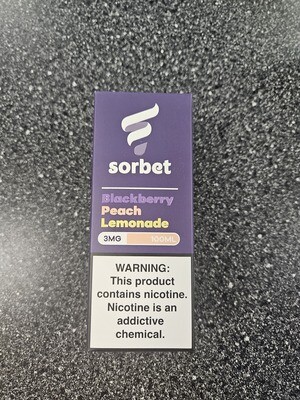 sorbet
Blackberry
Peach
Lemonade
3MG 100ML
WARNING:
This product
contains nicotine.
Nicotine is an
addictive
chemical.